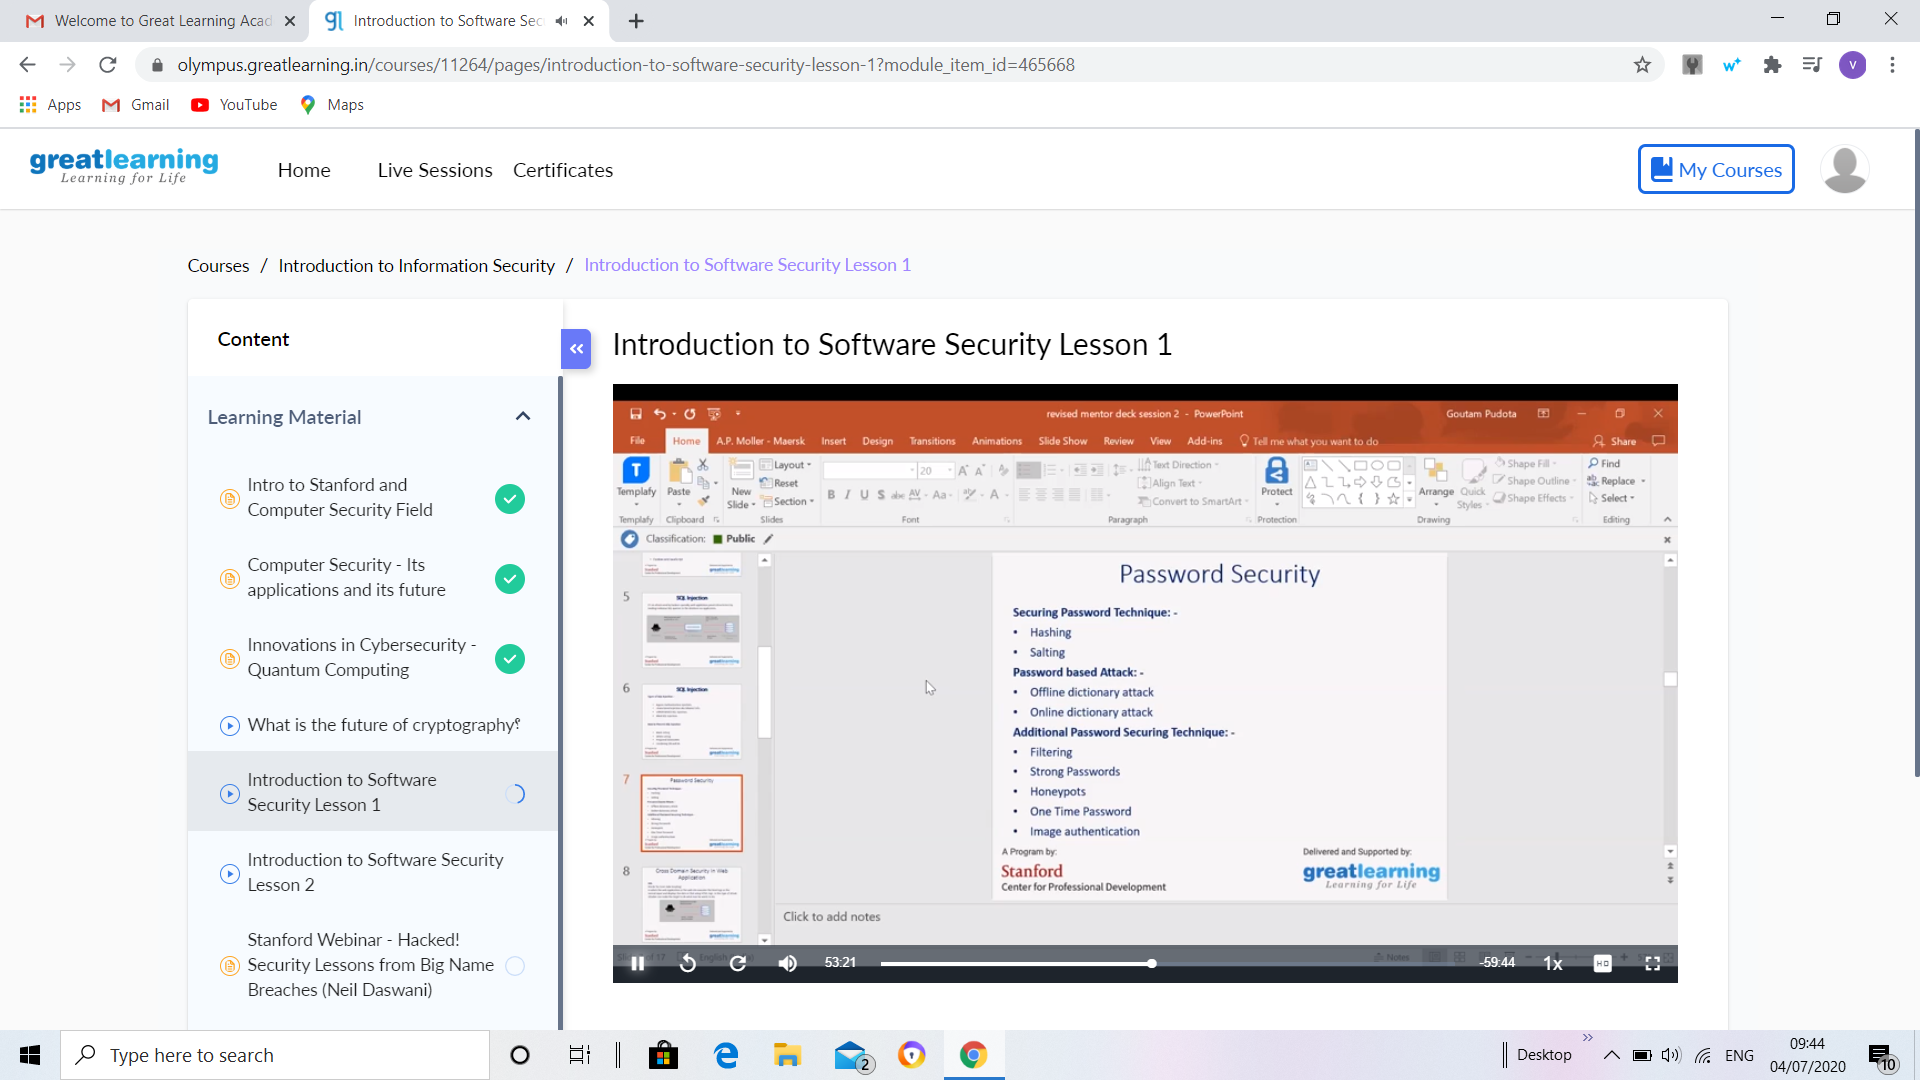 Welcome to Great Learning Acad
Introduction to Software Sec
olympus.greatlearning.in/courses/11264/pages/introduction-to-software-security-lesson-1?module_item_id=465668
V
Apps Gmail YouTube Maps
greatlearning
Learning for Life
Home Live Sessions Certificates
My Courses
Courses / Introduction to Information Security / Introduction to Software Security Lesson 1
Content
Learning Material
Intro to Stanford and
Computer Security Field
Computer Security - Its
applications and its future
Innovations in Cybersecurity -
Quantum Computing
What is the future of cryptography?
Introduction to Software
Security Lesson 1
Introduction to Software Security
Lesson 2
Stanford Webinar - Hacked!
Security Lessons from Big Name
Breaches (Neil Daswani)
Introduction to Software Security Lesson 1
revised mentor deck session 2 - PowerPoint Goutam Pudota
File Home A.P. Moller - Maersk Insert Design Transitions Animations Slide Show Review View Add-ins Tell me what you want to do Share
Templafy Paste New Slide Layout Reset Section
20
B I U S abc AV Aa A
Text Direction
Align Text
Convert to SmartArt
Protect
Arrange Quick Styles
Shape Fill
Shape Outline
Shape Effects
Find
Replace
Select
Templafy Clipboard Slides Font Paragraph Protection Drawing Editing
Classification: Public
5
SQL Injection
6
SQL Injection
7
Password Security
8
Cross Domain Security in Web
Application
Password Security
Securing Password Technique: -
• Hashing
• Salting
Password based Attack: -
• Offline dictionary attack
• Online dictionary attack
Additional Password Securing Technique: -
• Filtering
• Strong Passwords
• Honeypots
• One Time Password
• Image authentication
A Program by:
Stanford
Center for Professional Development
Delivered and Supported by:
greatlearning
Learning for Life
Click to add notes
53:21 -59:44 1x HD
Type here to search
2
Desktop
ENG
09:44
04/07/2020
10